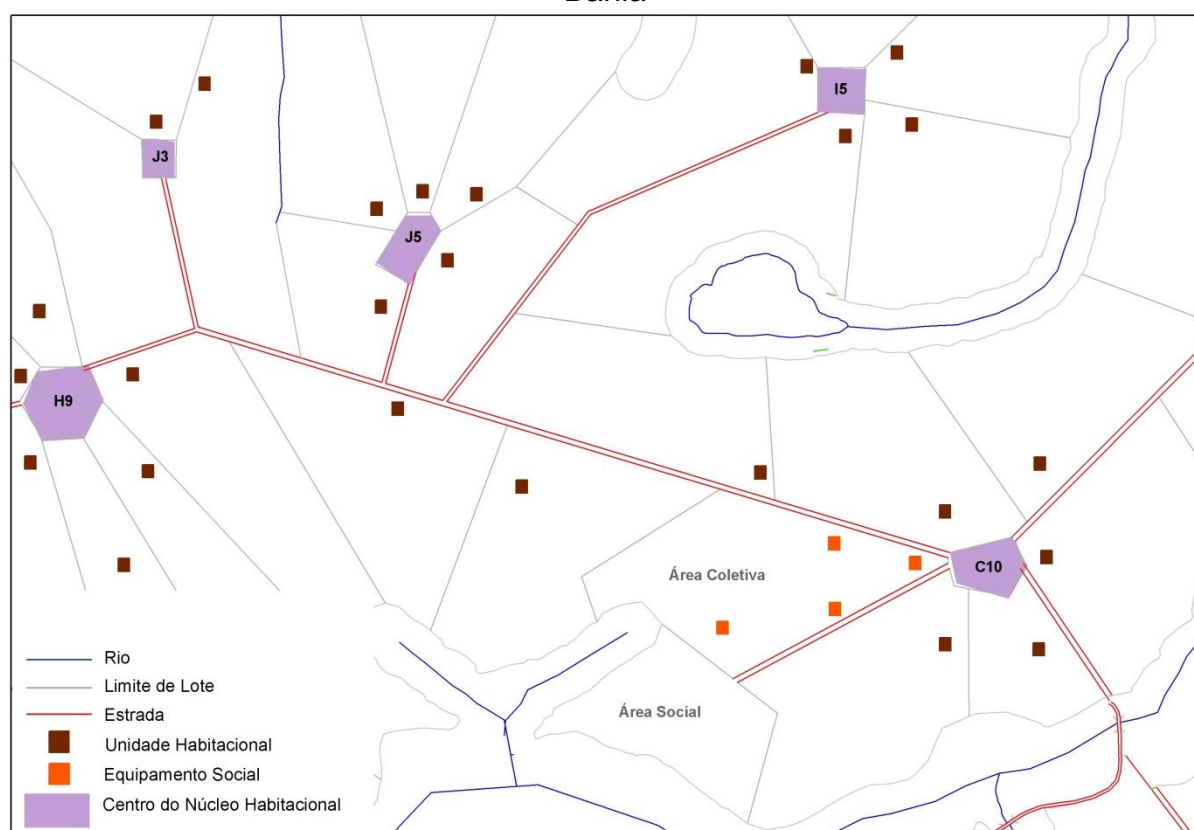 Bahia
I5
J3
J5
H9
C10
Área Coletiva
Área Social
Rio
Limite de Lote
Estrada
Unidade Habitacional
Equipamento Social
Centro do Núcleo Habitacional